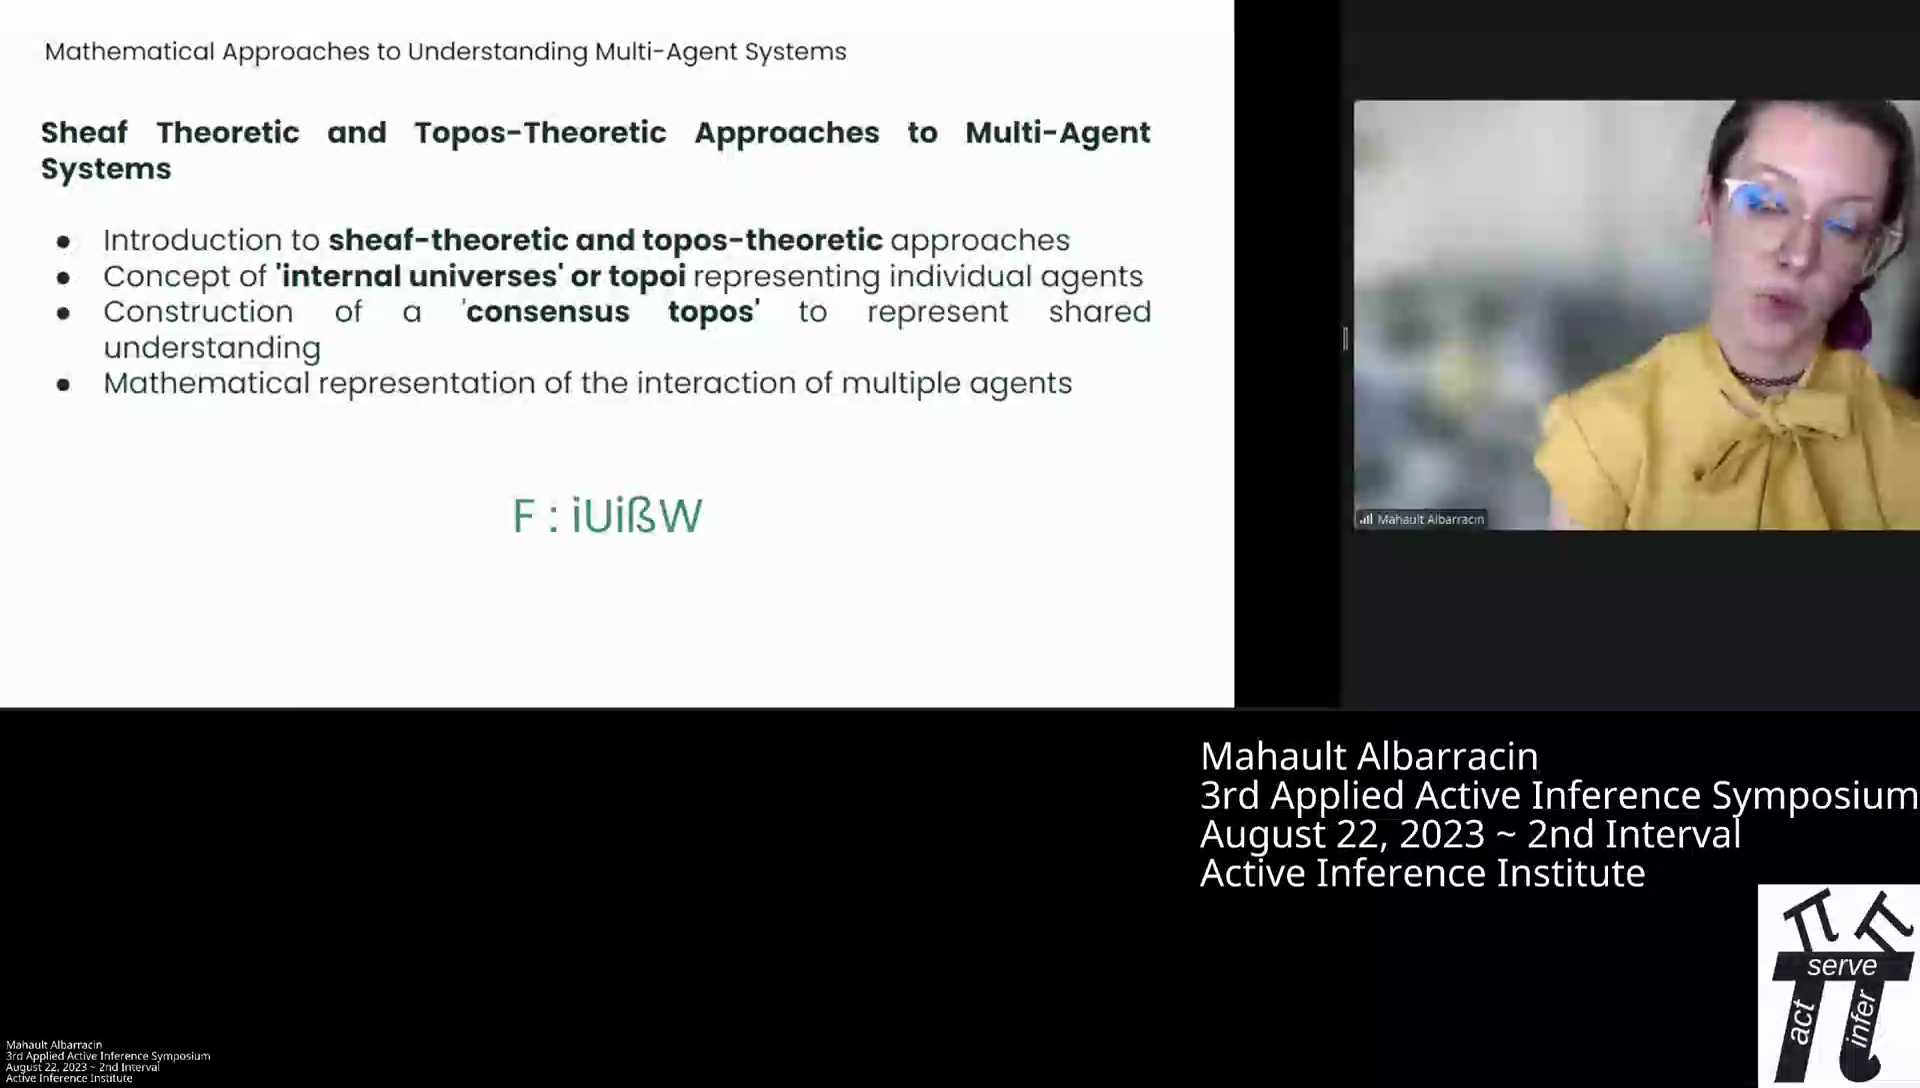 Mathematical Approaches to Understanding Multi-Agent Systems
Sheaf Theoretic and Topos-Theoretic Approaches to Multi-Agent
Systems
● Introduction to sheaf-theoretic and topos-theoretic approaches
● Concept of 'internal universes' or topoi representing individual agents
● Construction of a 'consensus topos' to represent shared
understanding
● Mathematical representation of the interaction of multiple agents
F : iUißW
Mahault Albarracin
Mahault Albarracin
3rd Applied Active Inference Symposium
August 22, 2023 ~ 2nd Interval
Active Inference Institute
serve
act
infer
Mahault Albarracin
3rd Applied Active Inference Symposium
August 22, 2023 ~ 2nd Interval
Active Inference Institute